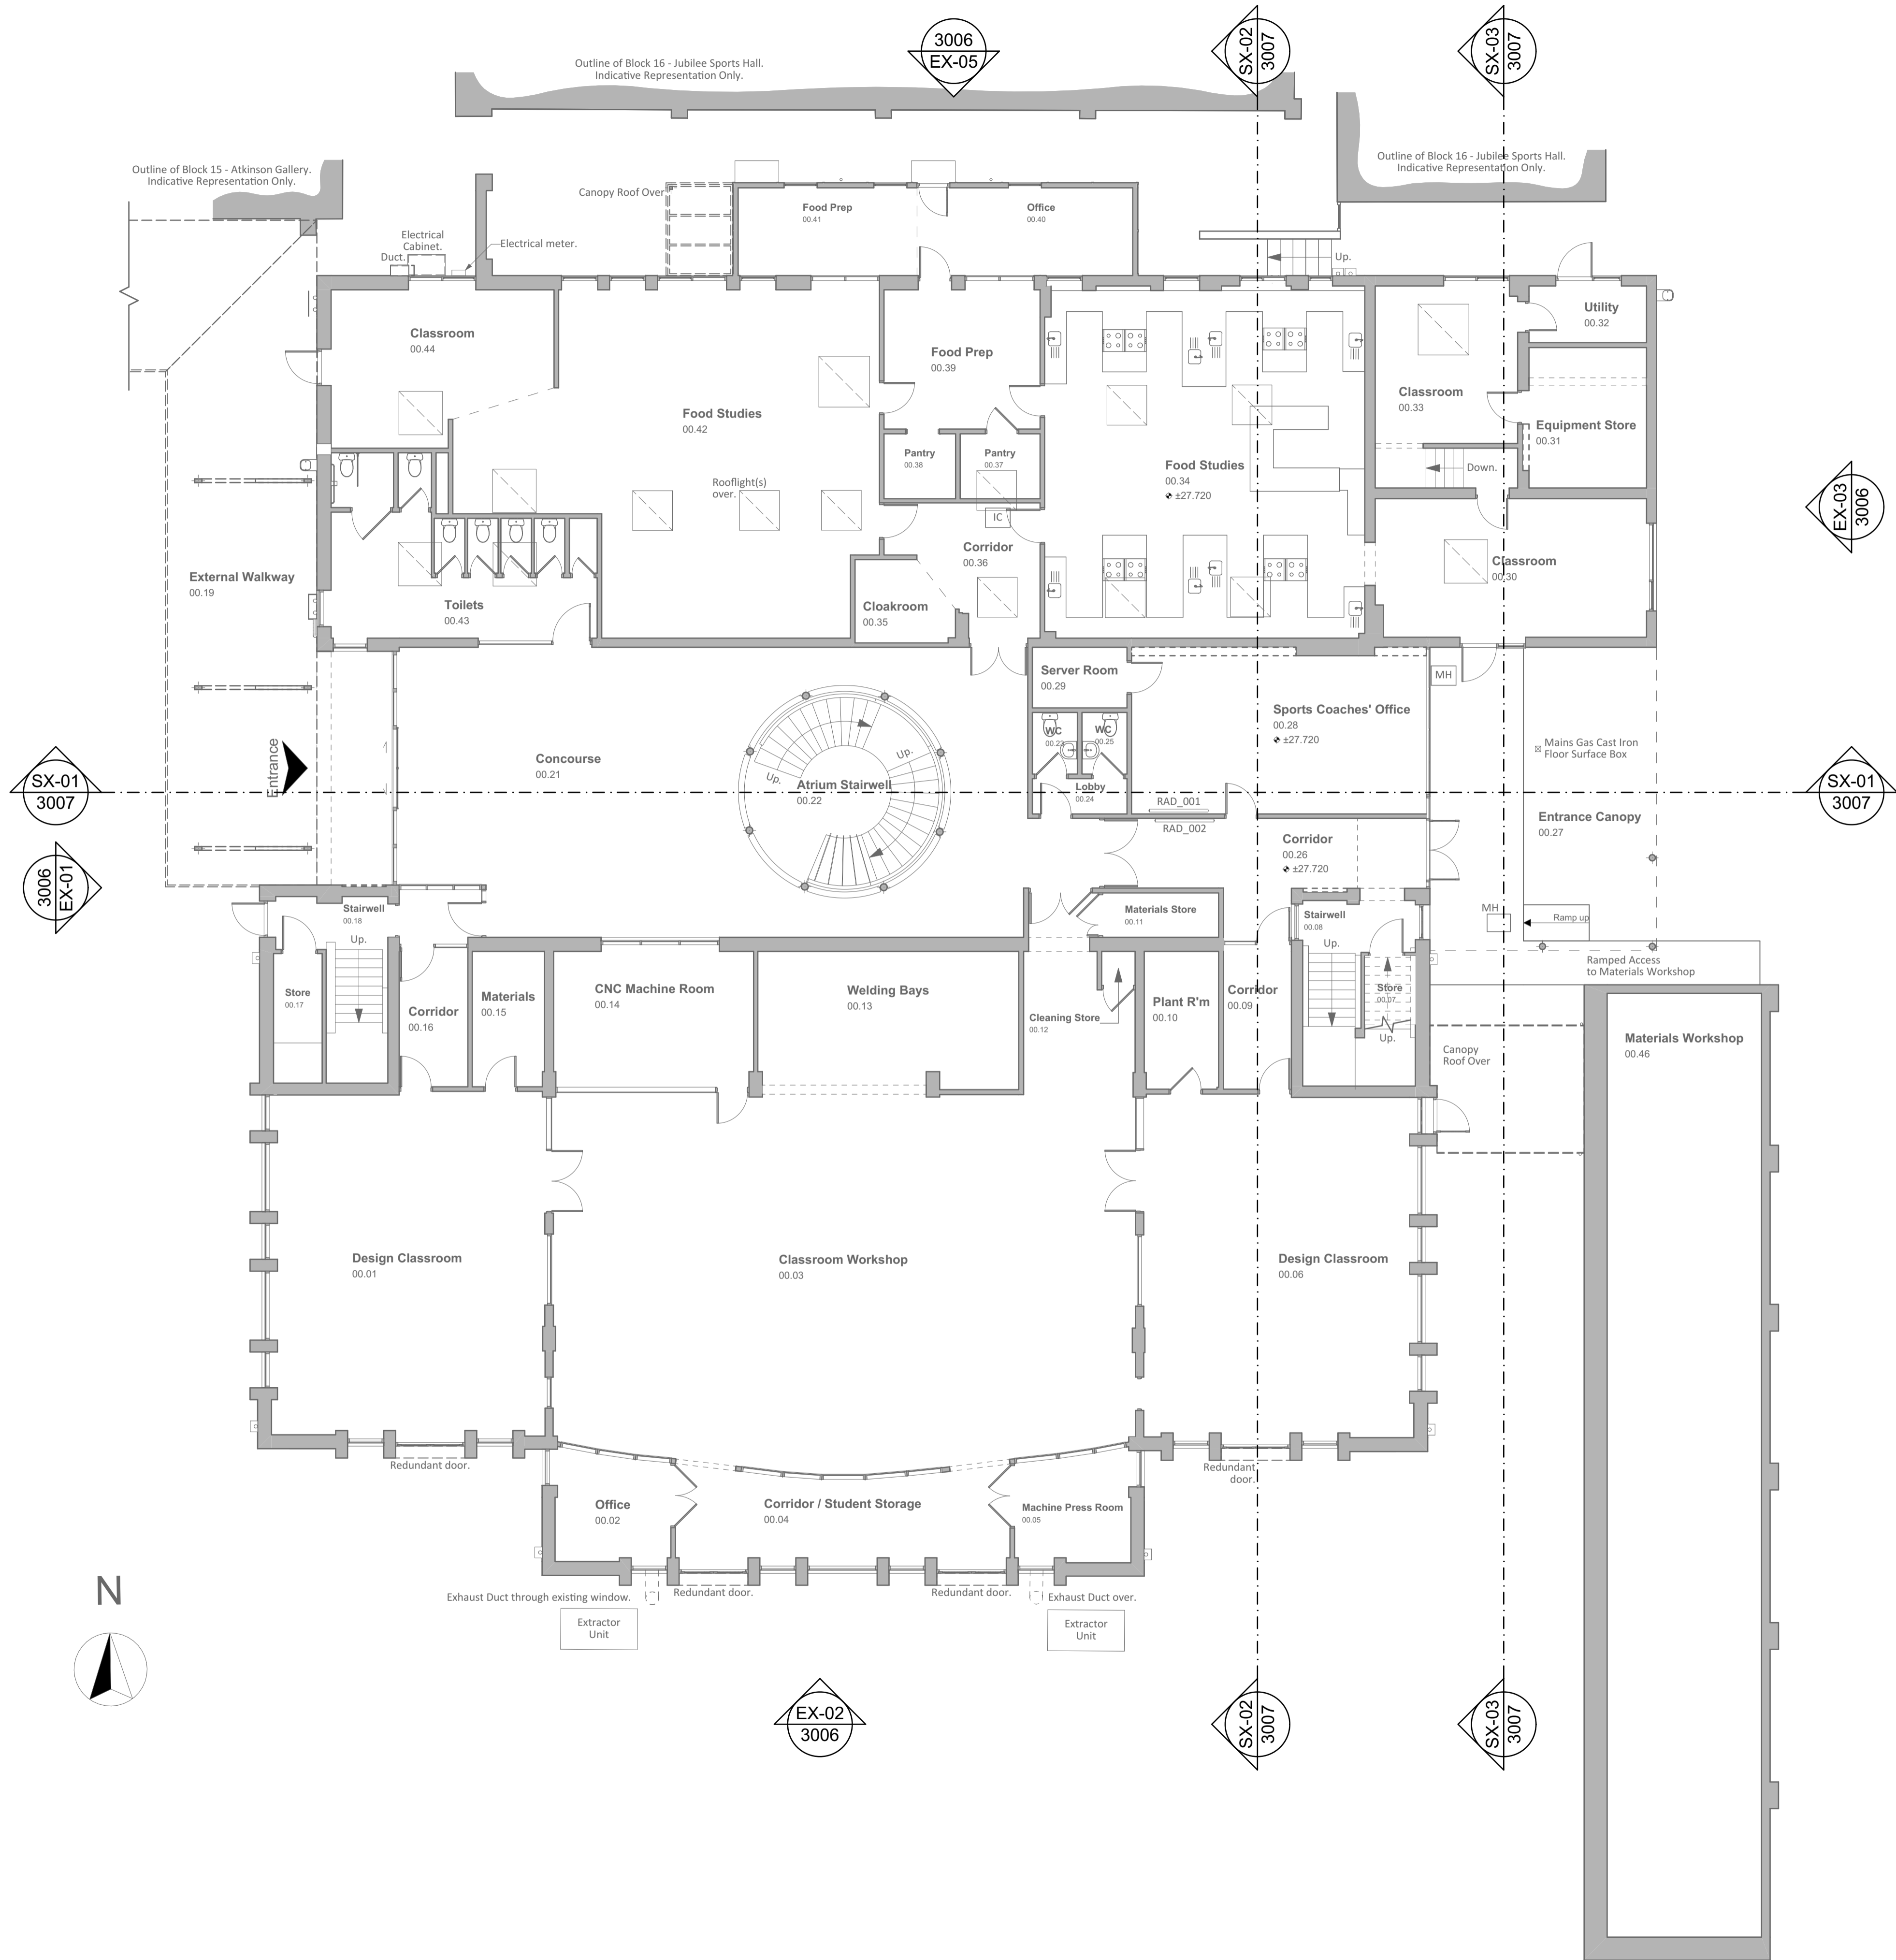 3006
EX-05
SX-02
3007
SX-03
3007
Outline of Block 16 - Jubilee Sports Hall.
Indicative Representation Only.
Outline of Block 15 - Atkinson Gallery.
Indicative Representation Only.
Outline of Block 16 - Jubilee Sports Hall.
Indicative Representation Only.
Canopy Roof Over
Food Prep
00.41
Office
00.40
Electrical
Cabinet.
Duct.
Electrical meter.
Up.
Classroom
00.44
Food Studies
00.42
Food Prep
00.39
Pantry
00.38
Pantry
00.37
Rooflight(s)
over.
Food Studies
00.34
±27.720
Classroom
00.33
Utility
00.32
Equipment Store
00.31
Down.
Classroom
00.30
EX-03
3006
IC
Corridor
00.36
Cloakroom
00.35
External Walkway
00.19
Toilets
00.43
Server Room
00.29
WC
00.23
WC
00.25
Lobby
00.24
Sports Coaches' Office
00.28
±27.720
MH
Mains Gas Cast Iron
Floor Surface Box
Entrance
Concourse
00.21
Up.
Up.
Atrium Stairwell
00.22
SX-01
3007
SX-01
3007
RAD_001
RAD_002
Corridor
00.26
±27.720
Entrance Canopy
00.27
3006
EX-01
Stairwell
00.18
Up.
Store
00.17
Corridor
00.16
Materials
00.15
CNC Machine Room
00.14
Welding Bays
00.13
Cleaning Store
00.12
Materials Store
00.11
Plant R'm
00.10
Corridor
00.09
Stairwell
00.08
Up.
Store
00.07
Up.
MH
Ramp up
Ramped Access
to Materials Workshop
Canopy
Roof Over
Materials Workshop
00.46
Design Classroom
00.01
Classroom Workshop
00.03
Design Classroom
00.06
Redundant door.
Redundant
door.
Office
00.02
Corridor / Student Storage
00.04
Machine Press Room
00.05
Exhaust Duct through existing window.
Redundant door.
Redundant door.
Exhaust Duct over.
Extractor
Unit
Extractor
Unit
N
EX-02
3006
SX-02
3007
SX-03
3007